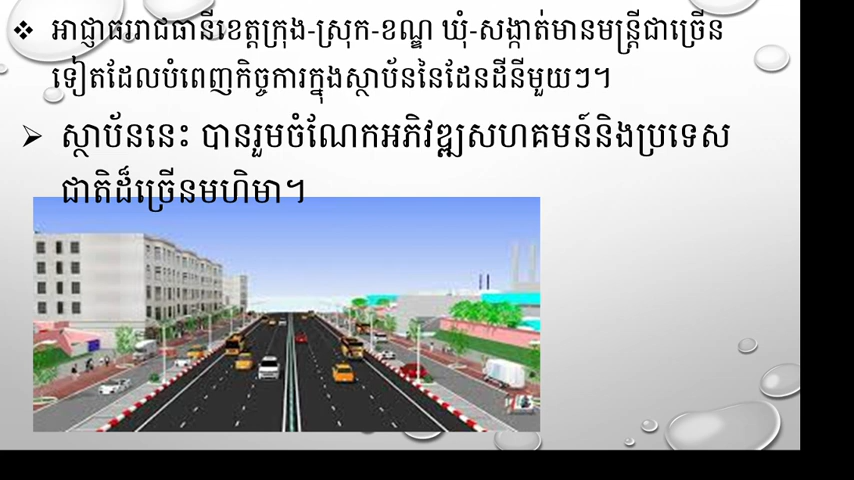 ❖ អាជ្ញាធររាជធានីខេត្តក្រុង-ស្រុក-ខណ្ឌ ឃុំ-សង្កាត់មានមន្ត្រីជាច្រើន
ទៀតដែលបំពេញកិច្ចការក្នុងស្ថាប័ននៃដែនដីនីមួយៗ។
➢ ស្ថាប័ននេះ បានរួមចំណែកអភិវឌ្ឍសហគមន៍និងប្រទេស
ជាតិដ៏ច្រើនមហិមា។